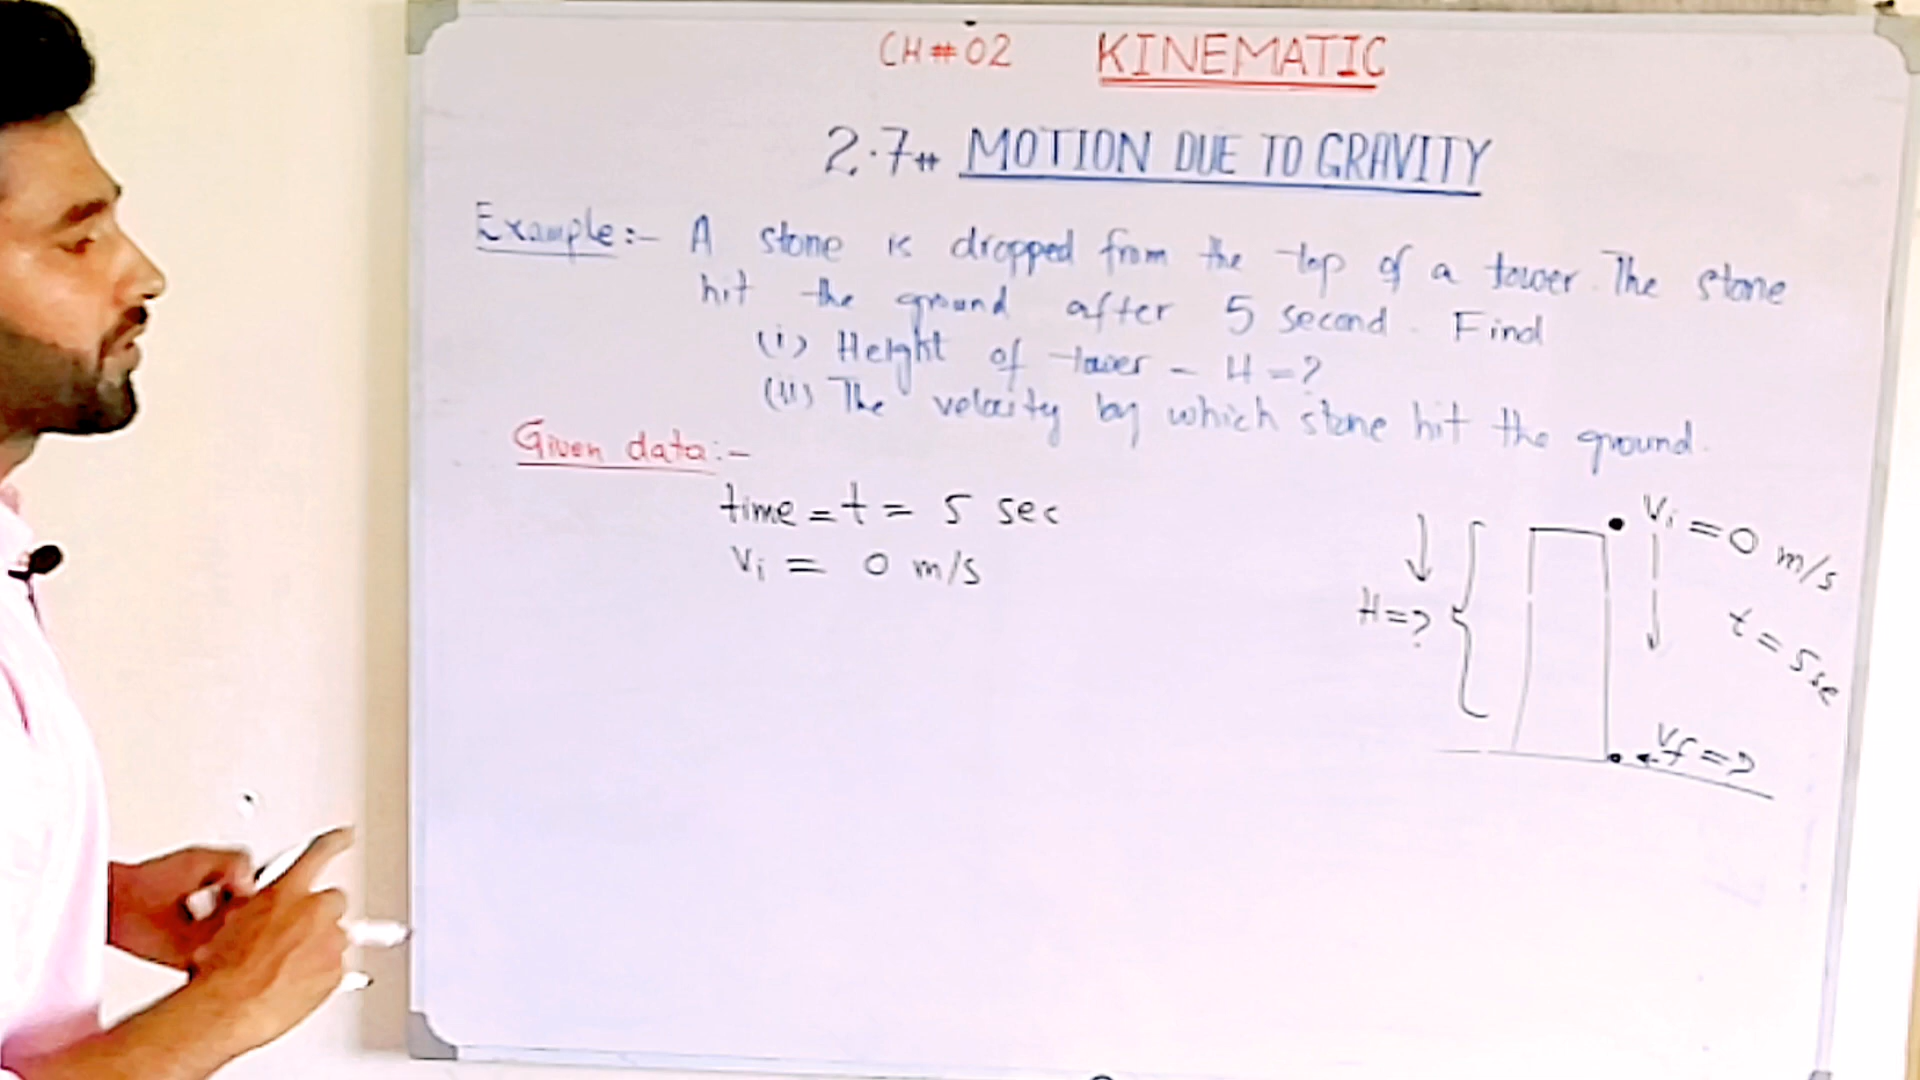 CH # 02 KINEMATIC
2.7# MOTION DUE TO GRAVITY
Example:- A stone is dropped from the top of a tower. The stone
hit the ground after 5 second. Find
(i) Height of tower - H = ?
(ii) The velocity by which stone hit the ground.
Given data:-
time = t = 5 sec
Vi = 0 m/s
Vi = 0 m/s
H = ?
t = 5 se
Vf = ?